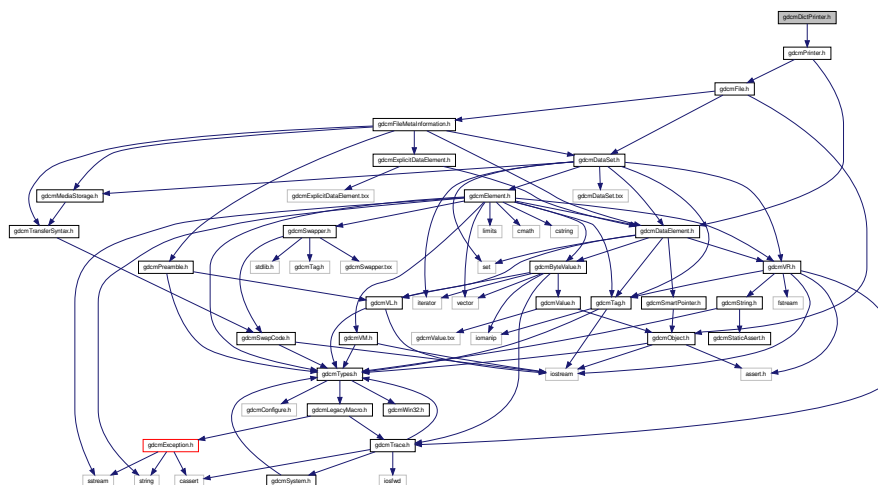 gdcmDictPrinter.h
gdcmPrinter.h
gdcmFile.h
gdcmFileMetaInformation.h
gdcmExplicitDataElement.h
gdcmDataSet.h
gdcmMediaStorage.h
gdcmExplicitDataElement.txx
gdcmElement.h
gdcmDataSet.txx
gdcmTransferSyntax.h
gdcmSwapper.h
limits
cmath
cstring
gdcmDataElement.h
gdcmPreamble.h
stdlib.h
gdcmTag.h
gdcmSwapper.txx
set
gdcmByteValue.h
gdcmVR.h
gdcmVL.h
iterator
vector
gdcmValue.h
gdcmTag.h
gdcmSmartPointer.h
gdcmString.h
fstream
gdcmSwapCode.h
gdcmVM.h
gdcmValue.txx
iomanip
gdcmObject.h
gdcmStaticAssert.h
gdcmTypes.h
iostream
assert.h
gdcmConfigure.h
gdcmLegacyMacro.h
gdcmWin32.h
gdcmException.h
gdcmTrace.h
sstream
string
cassert
gdcmSystem.h
iosfwd